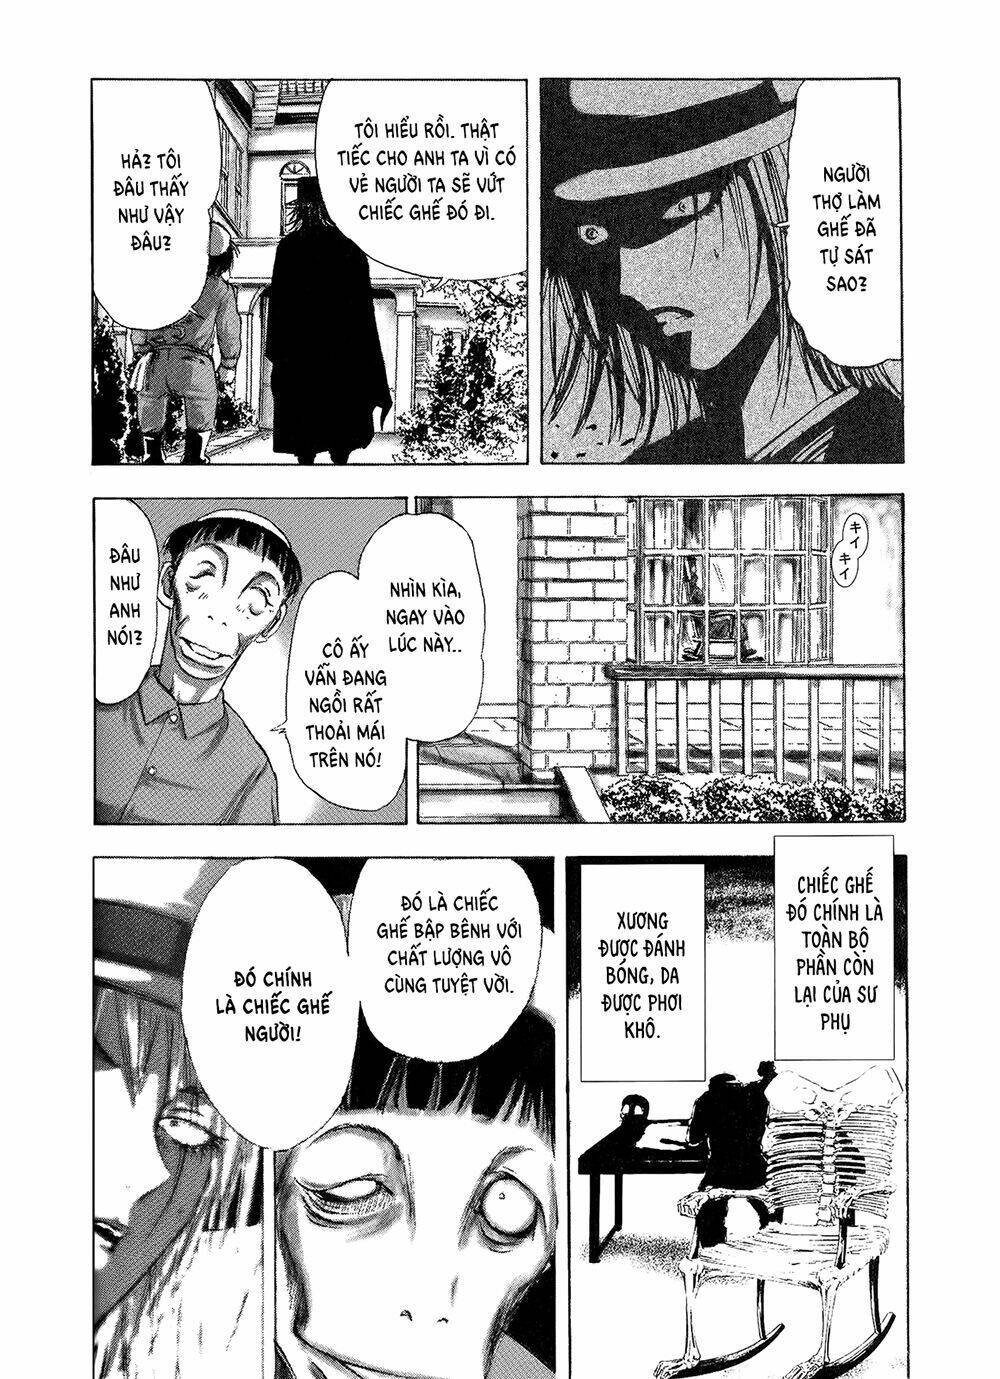 NGƯỜI
THỢ LÀM
GHẾ ĐÃ
TỰ SÁT
SAO?
TÔI HIỂU RỒI. THẬT
TIẾC CHO ANH TA VÌ CÓ
VẺ NGƯỜI TA SẼ VỨT
CHIẾC GHẾ ĐÓ ĐI.
HẢ? TÔI
ĐÂU THẤY
NHƯ VẬY
ĐÂU?
キイ
キイ
NHÌN KÌA,
NGAY VÀO
LÚC NÀY..
CÔ ẤY
VẪN ĐANG
NGỒI RẤT
THOẢI MÁI
TRÊN NÓ!
ĐÂU
NHƯ
ANH
NÓI?
CHIẾC GHẾ
ĐÓ CHÍNH LÀ
TOÀN BỘ
PHẦN CÒN
LẠI CỦA SƯ
PHỤ
XƯƠNG
ĐƯỢC ĐÁNH
BÓNG, DA
ĐƯỢC PHƠI
KHÔ.
ĐÓ LÀ CHIẾC
GHẾ BẬP BÊNH VỚI
CHẤT LƯỢNG VÔ
CÙNG TUYỆT VỜI.
ĐÓ CHÍNH
LÀ CHIẾC GHẾ
NGƯỜI!